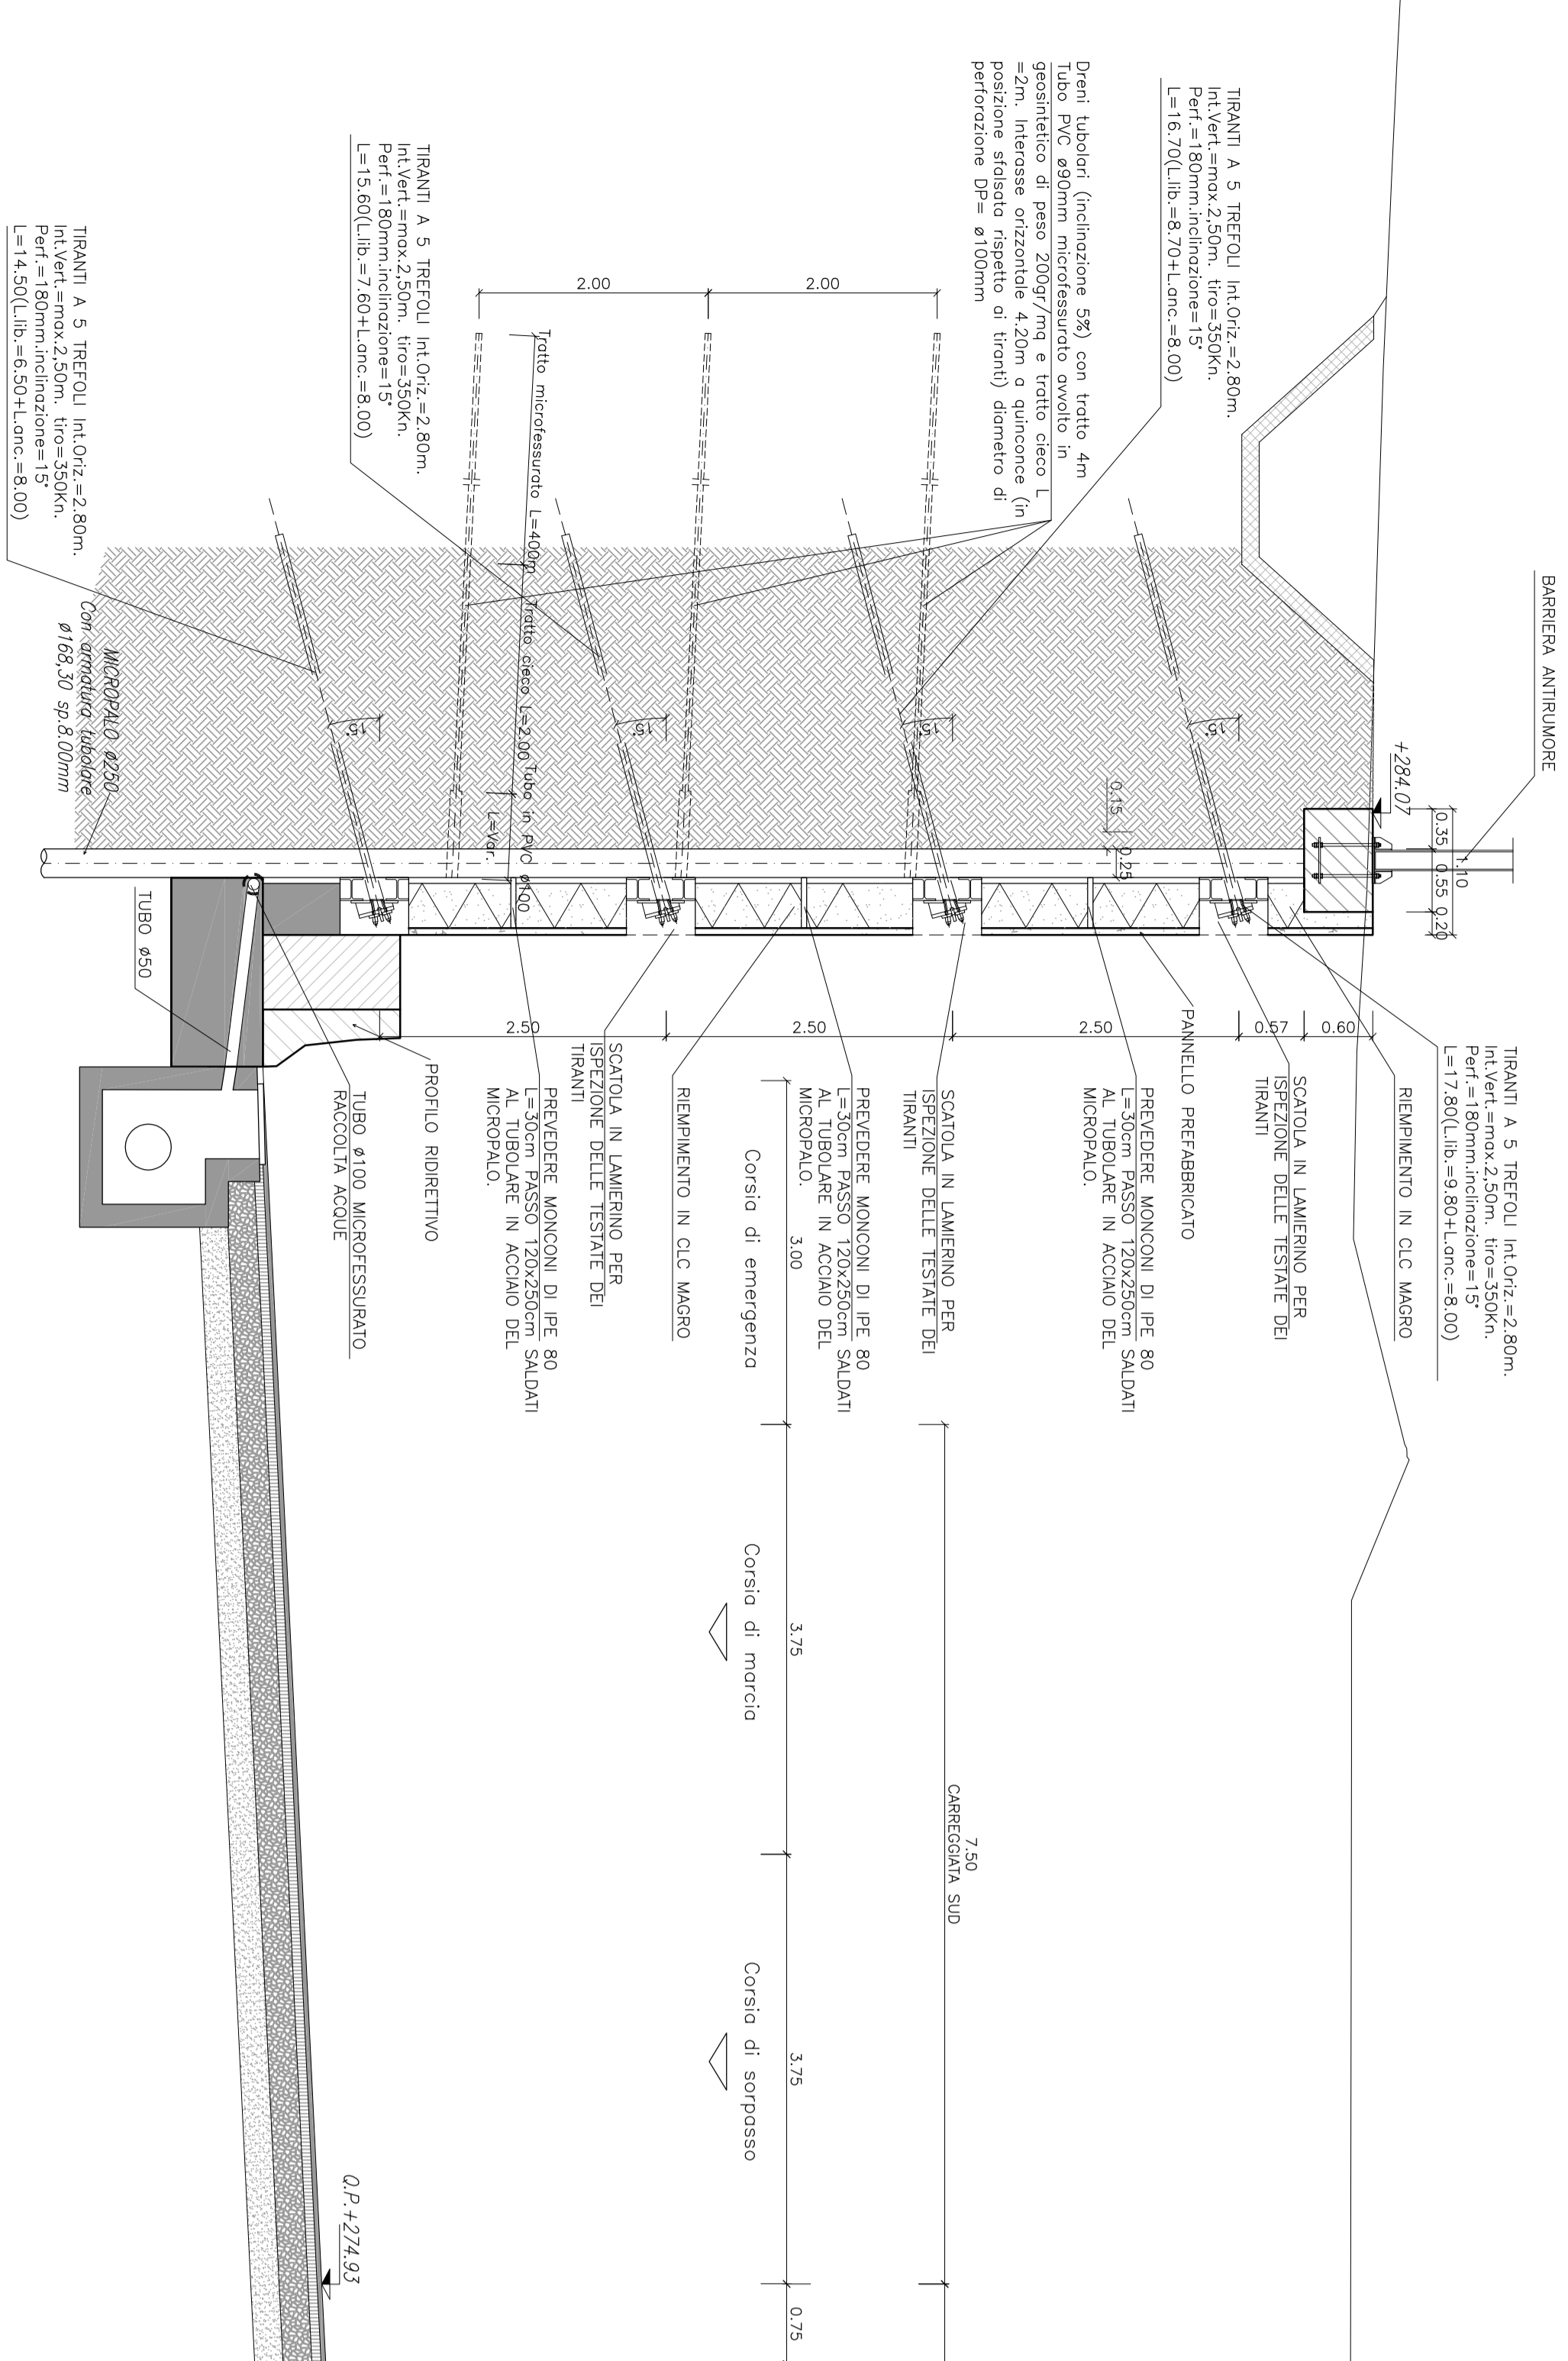 BARRIERA ANTIRUMORE
+284.07
1.10
0.35
0.55
0.20
TIRANTI A 5 TREFOLI Int.Oriz.=2.80m.
Int.Vert.=max.2,50m. tiro=350Kn.
Perf.=180mm.inclinazione=15°
L=17.80(L.lib.=9.80+L.anc.=8.00)
RIEMPIMENTO IN CLC MAGRO
SCATOLA IN LAMIERINO PER
ISPEZIONE DELLE TESTATE DEI
TIRANTI
0.60
0.57
2.50
2.50
2.50
TIRANTI A 5 TREFOLI Int.Oriz.=2.80m.
Int.Vert.=max.2,50m. tiro=350Kn.
Perf.=180mm.inclinazione=15°
L=16.70(L.lib.=8.70+L.anc.=8.00)
PANNELLO PREFABBRICATO
PREVEDERE MONCONI DI IPE 80
L=30cm PASSO 120x250cm SALDATI
AL TUBOLARE IN ACCIAIO DEL
MICROPALO.
0.15
0.25
Dreni tubolari (inclinazione 5%) con tratto 4m
Tubo PVC ø90mm microfessurato avvolto in
geosintetico di peso 200gr/mq e tratto cieco L
=2m. Interasse orizzontale 4.20m a quinconce (in
posizione sfalsata rispetto ai tiranti) diametro di
perforazione DP= ø100mm
SCATOLA IN LAMIERINO PER
ISPEZIONE DELLE TESTATE DEI
TIRANTI
7.50
CARREGGIATA SUD
PREVEDERE MONCONI DI IPE 80
L=30cm PASSO 120x250cm SALDATI
AL TUBOLARE IN ACCIAIO DEL
MICROPALO.
3.00
3.75
3.75
0.75
Corsia di emergenza
Corsia di marcia
Corsia di sorpasso
RIEMPIMENTO IN CLC MAGRO
SCATOLA IN LAMIERINO PER
ISPEZIONE DELLE TESTATE DEI
TIRANTI
2.00
2.00
15°
15°
15°
15°
Tratto microfessurato L=400m
Tratto cieco L=2.00
Tubo in PVC ø100
L=Var.
PREVEDERE MONCONI DI IPE 80
L=30cm PASSO 120x250cm SALDATI
AL TUBOLARE IN ACCIAIO DEL
MICROPALO.
TIRANTI A 5 TREFOLI Int.Oriz.=2.80m.
Int.Vert.=max.2,50m. tiro=350Kn.
Perf.=180mm.inclinazione=15°
L=15.60(L.lib.=7.60+L.anc.=8.00)
PROFILO RIDIRETTIVO
TUBO ø100 MICROFESSURATO
RACCOLTA ACQUE
Q.P.+274.93
TUBO ø50
MICROPALO ø250
Con armatura tubolare
ø168,30 sp.8.00mm
TIRANTI A 5 TREFOLI Int.Oriz.=2.80m.
Int.Vert.=max.2,50m. tiro=350Kn.
Perf.=180mm.inclinazione=15°
L=14.50(L.lib.=6.50+L.anc.=8.00)